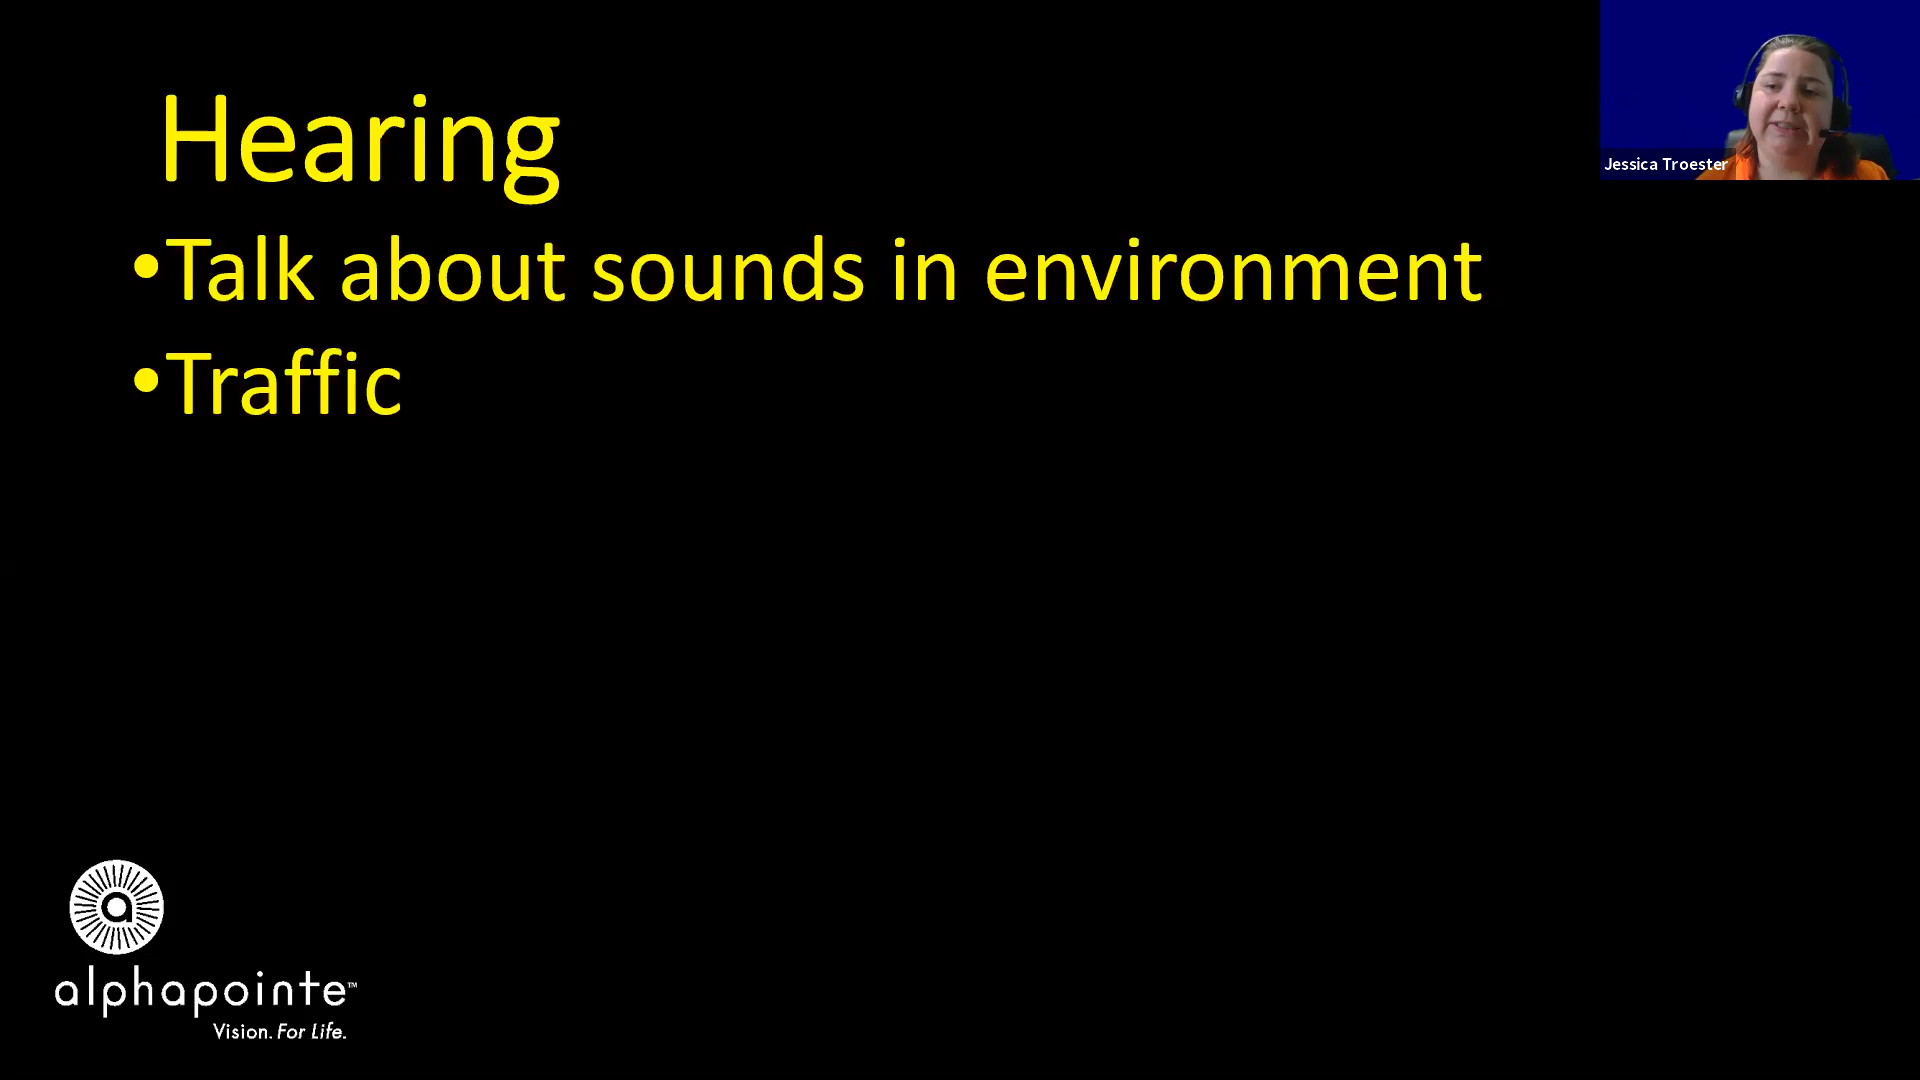 Hearing
•Talk about sounds in environment
•Traffic
Jessica Troester
a
alphapointe™
Vision. For Life.